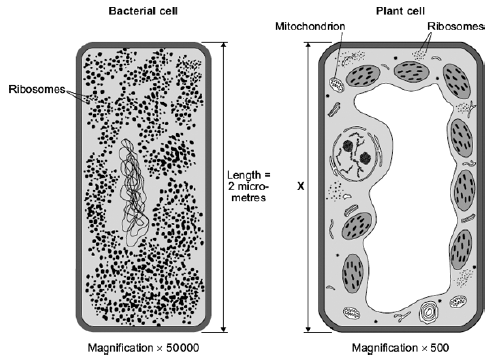 Bacterial cell
Plant cell
Mitochondrion
Ribosomes
Ribosomes
Length =
2 micro-
metres
X
Magnification × 50000
Magnification × 500